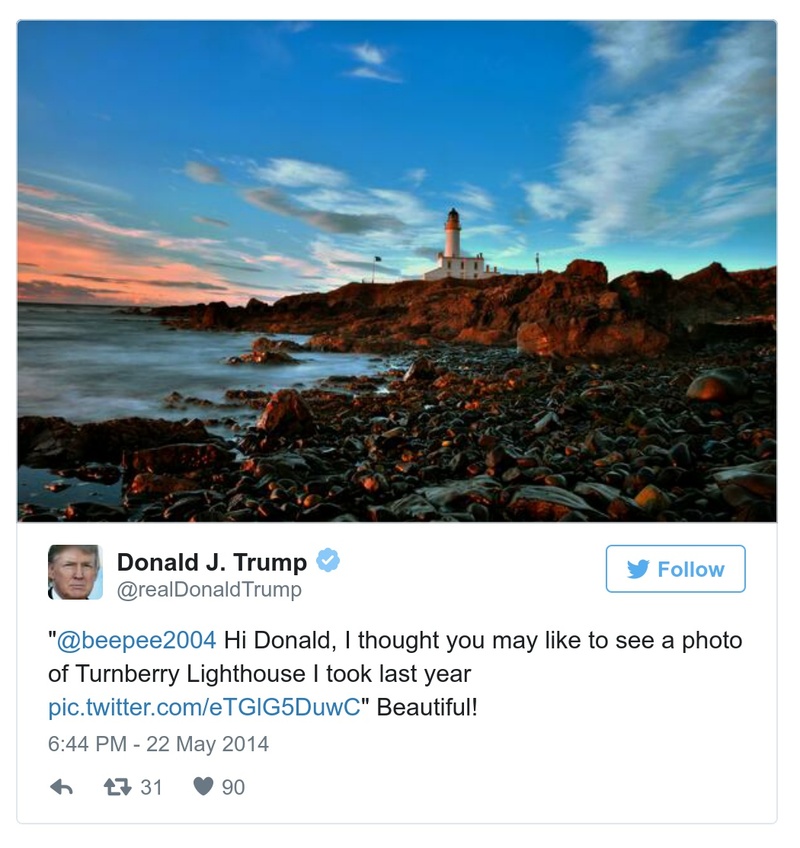 Donald J. Trump
@realDonaldTrump
Follow
"@beepee2004 Hi Donald, I thought you may like to see a photo
of Turnberry Lighthouse I took last year
pic.twitter.com/eTGlG5DuwC" Beautiful!
6:44 PM - 22 May 2014
31 90